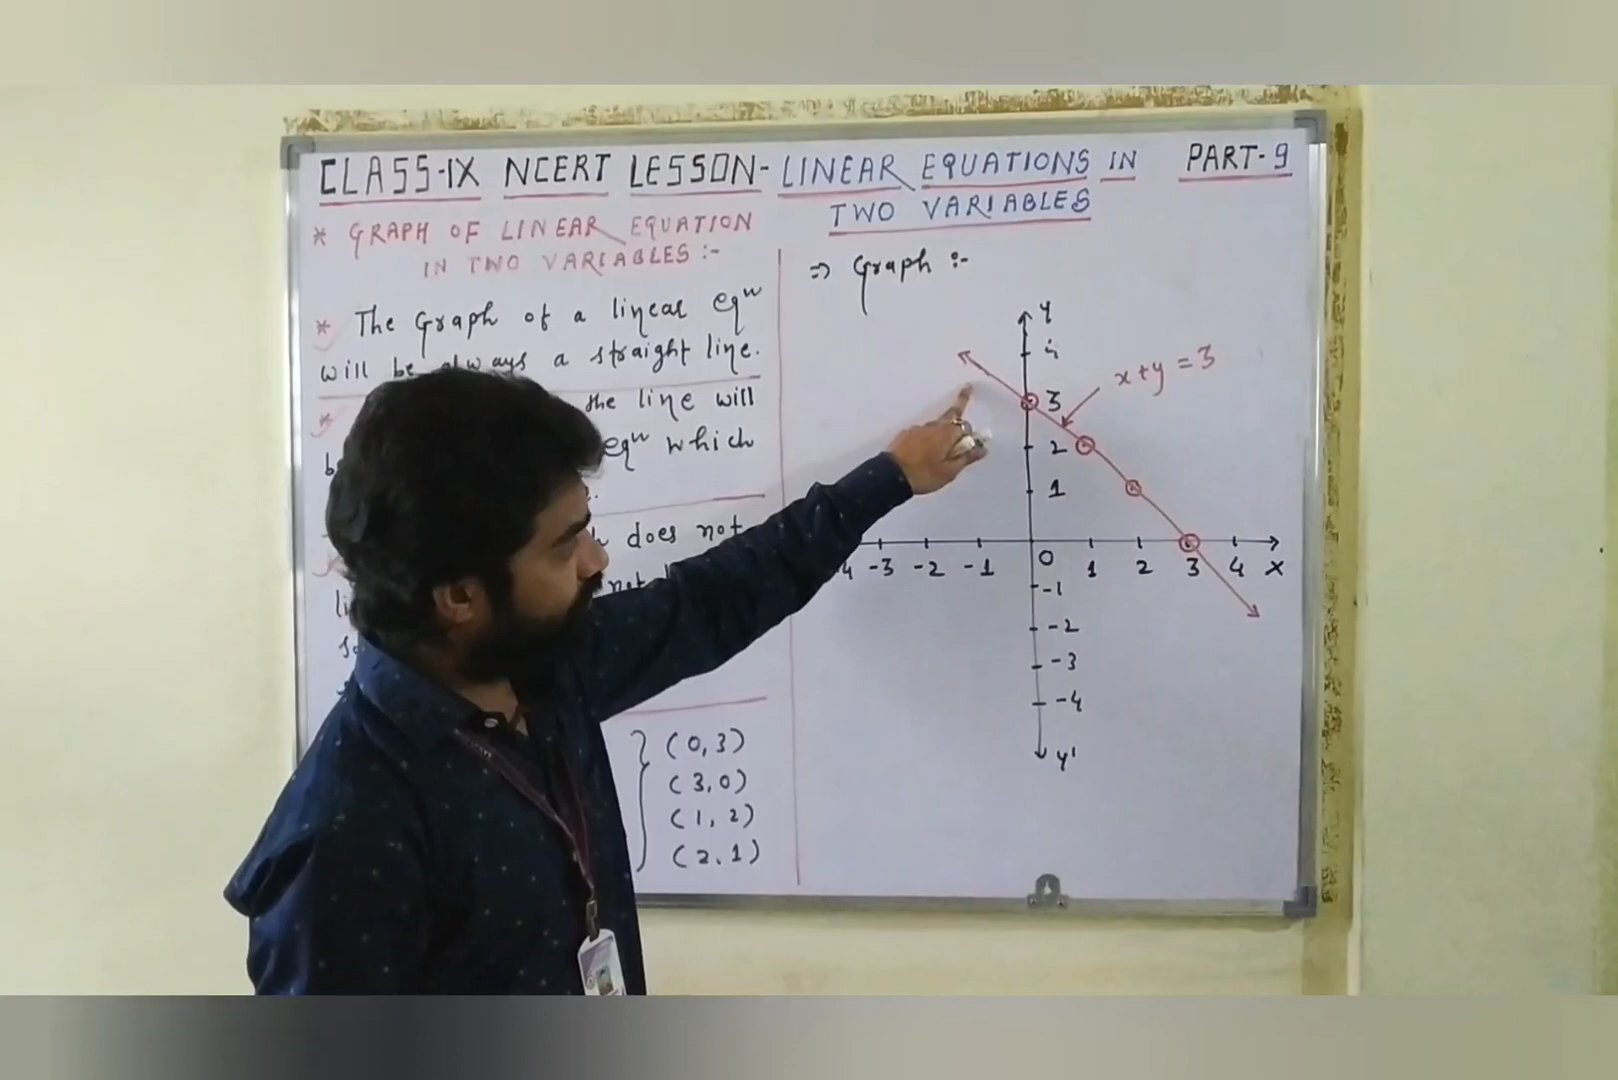 CLASS-IX NCERT LESSON- LINEAR EQUATIONS IN PART-9
TWO VARIABLES
* GRAPH OF LINEAR EQUATION
IN TWO VARIABLES :-
* The Graph of a linear eqn
will be always a straight line.
* the line will
eqn which
does not
not
} (0,3)
(3,0)
(1,2)
(2,1)
=> Graph :-
y
3
x+y=3
2
1
-3 -2 -1 0 1 2 3 4 x
-1
-2
-3
-4
y'